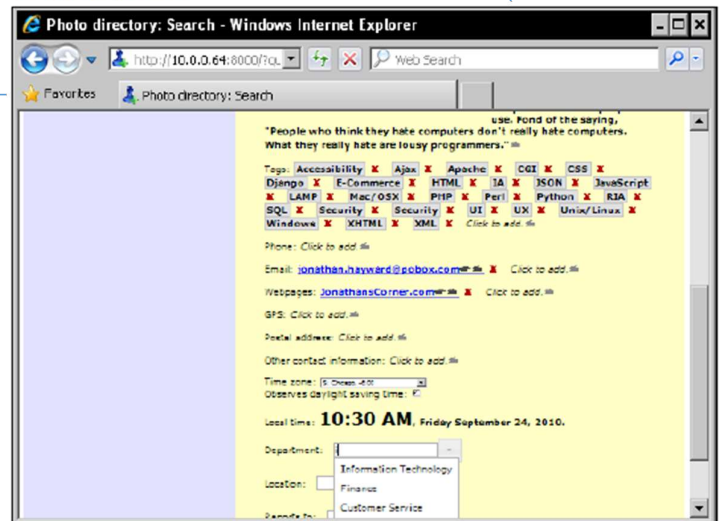 Photo directory: Search - Windows Internet Explorer
http://10.0.0.64:8000/?qu
Web Search
Favorites
Photo directory: Search
use. Fond of the saying,
"People who think they hate computers don't really hate computers.
What they really hate are lousy programmers."
Tags: Accessibility X Ajax X Apache X CGI X CSS X
Django X E-Commerce X HTML X IA X JSON X JavaScript
X LAMP X Mac/OSX X PHP X Perl X Python X RIA X
SQL X Security X Security X UI X UX X Unix/Linux X
Windows X XHTML X XML X Click to add.
Phone: Click to add.
Email: jonathan.hayward@pobox.com X Click to add.
Webpages: JonathansCorner.com X Click to add.
GPS: Click to add.
Postal address: Click to add.
Other contact information: Click to add.
Time zone:
Observes daylight saving time:
Local time: 10:30 AM, Friday September 24, 2010.
Department:
Information Technology
Location:
Finance
Customer Service
Reports to: